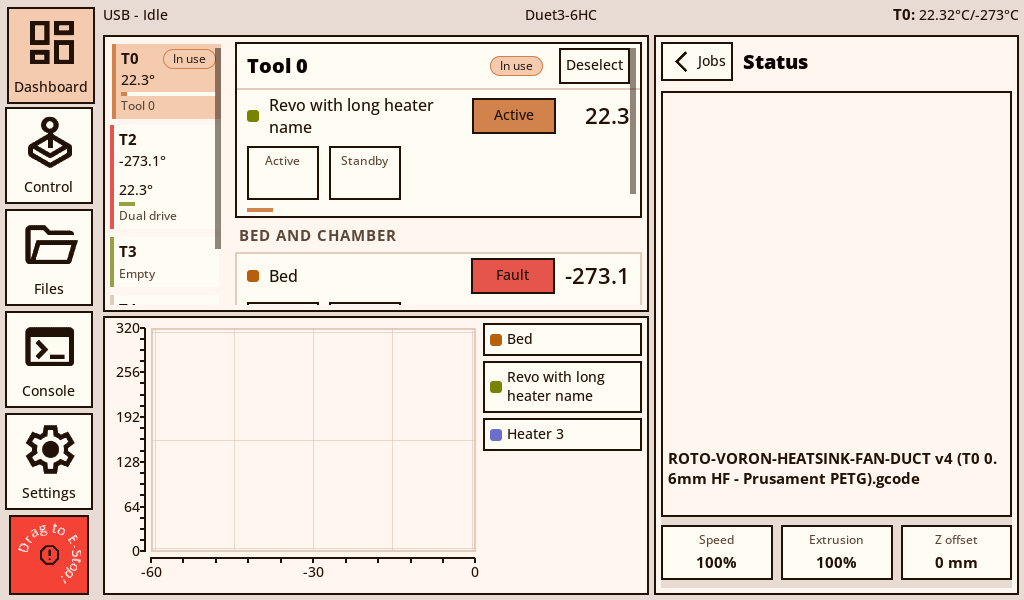 USB - Idle
Duet3-6HC
T0: 22.32°C/-273°C
Dashboard
Control
Files
Console
Settings
Drag to E-Stop!
T0
In use
22.3°
Tool 0
T2
-273.1°
22.3°
Dual drive
T3
Empty
Tool 0
In use
Deselect
Revo with long heater
name
Active
22.3
Active
Standby
BED AND CHAMBER
Bed
Fault
-273.1
320
256
192
128
64
0
-60
-30
0
Bed
Revo with long
heater name
Heater 3
Jobs
Status
ROTO-VORON-HEATSINK-FAN-DUCT v4 (T0 0.
6mm HF - Prusament PETG).gcode
Speed
100%
Extrusion
100%
Z offset
0 mm